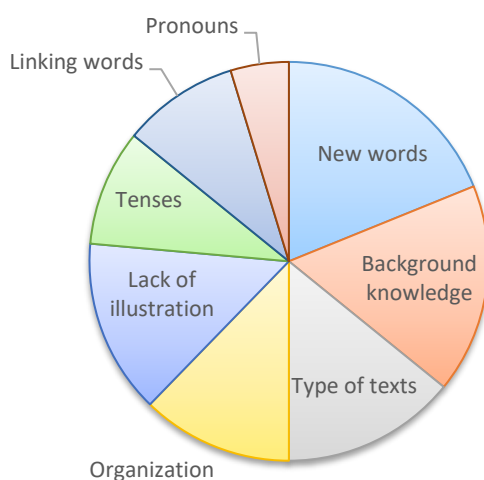 Pronouns
Linking words
New words
Tenses
Background
knowledge
Lack of
illustration
Type of texts
Organization